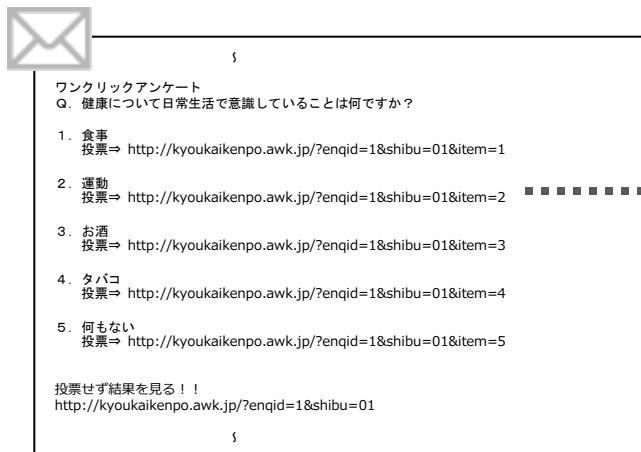 ワンクリックアンケート
Q．健康について日常生活で意識していることは何ですか？
１．食事
投票⇒ http://kyoukaikenpo.awk.jp/?enqid=1&shibu=01&item=1
２．運動
投票⇒ http://kyoukaikenpo.awk.jp/?enqid=1&shibu=01&item=2
３．お酒
投票⇒ http://kyoukaikenpo.awk.jp/?enqid=1&shibu=01&item=3
４．タバコ
投票⇒ http://kyoukaikenpo.awk.jp/?enqid=1&shibu=01&item=4
５．何もない
投票⇒ http://kyoukaikenpo.awk.jp/?enqid=1&shibu=01&item=5
投票せず結果を見る！！
http://kyoukaikenpo.awk.jp/?enqid=1&shibu=01